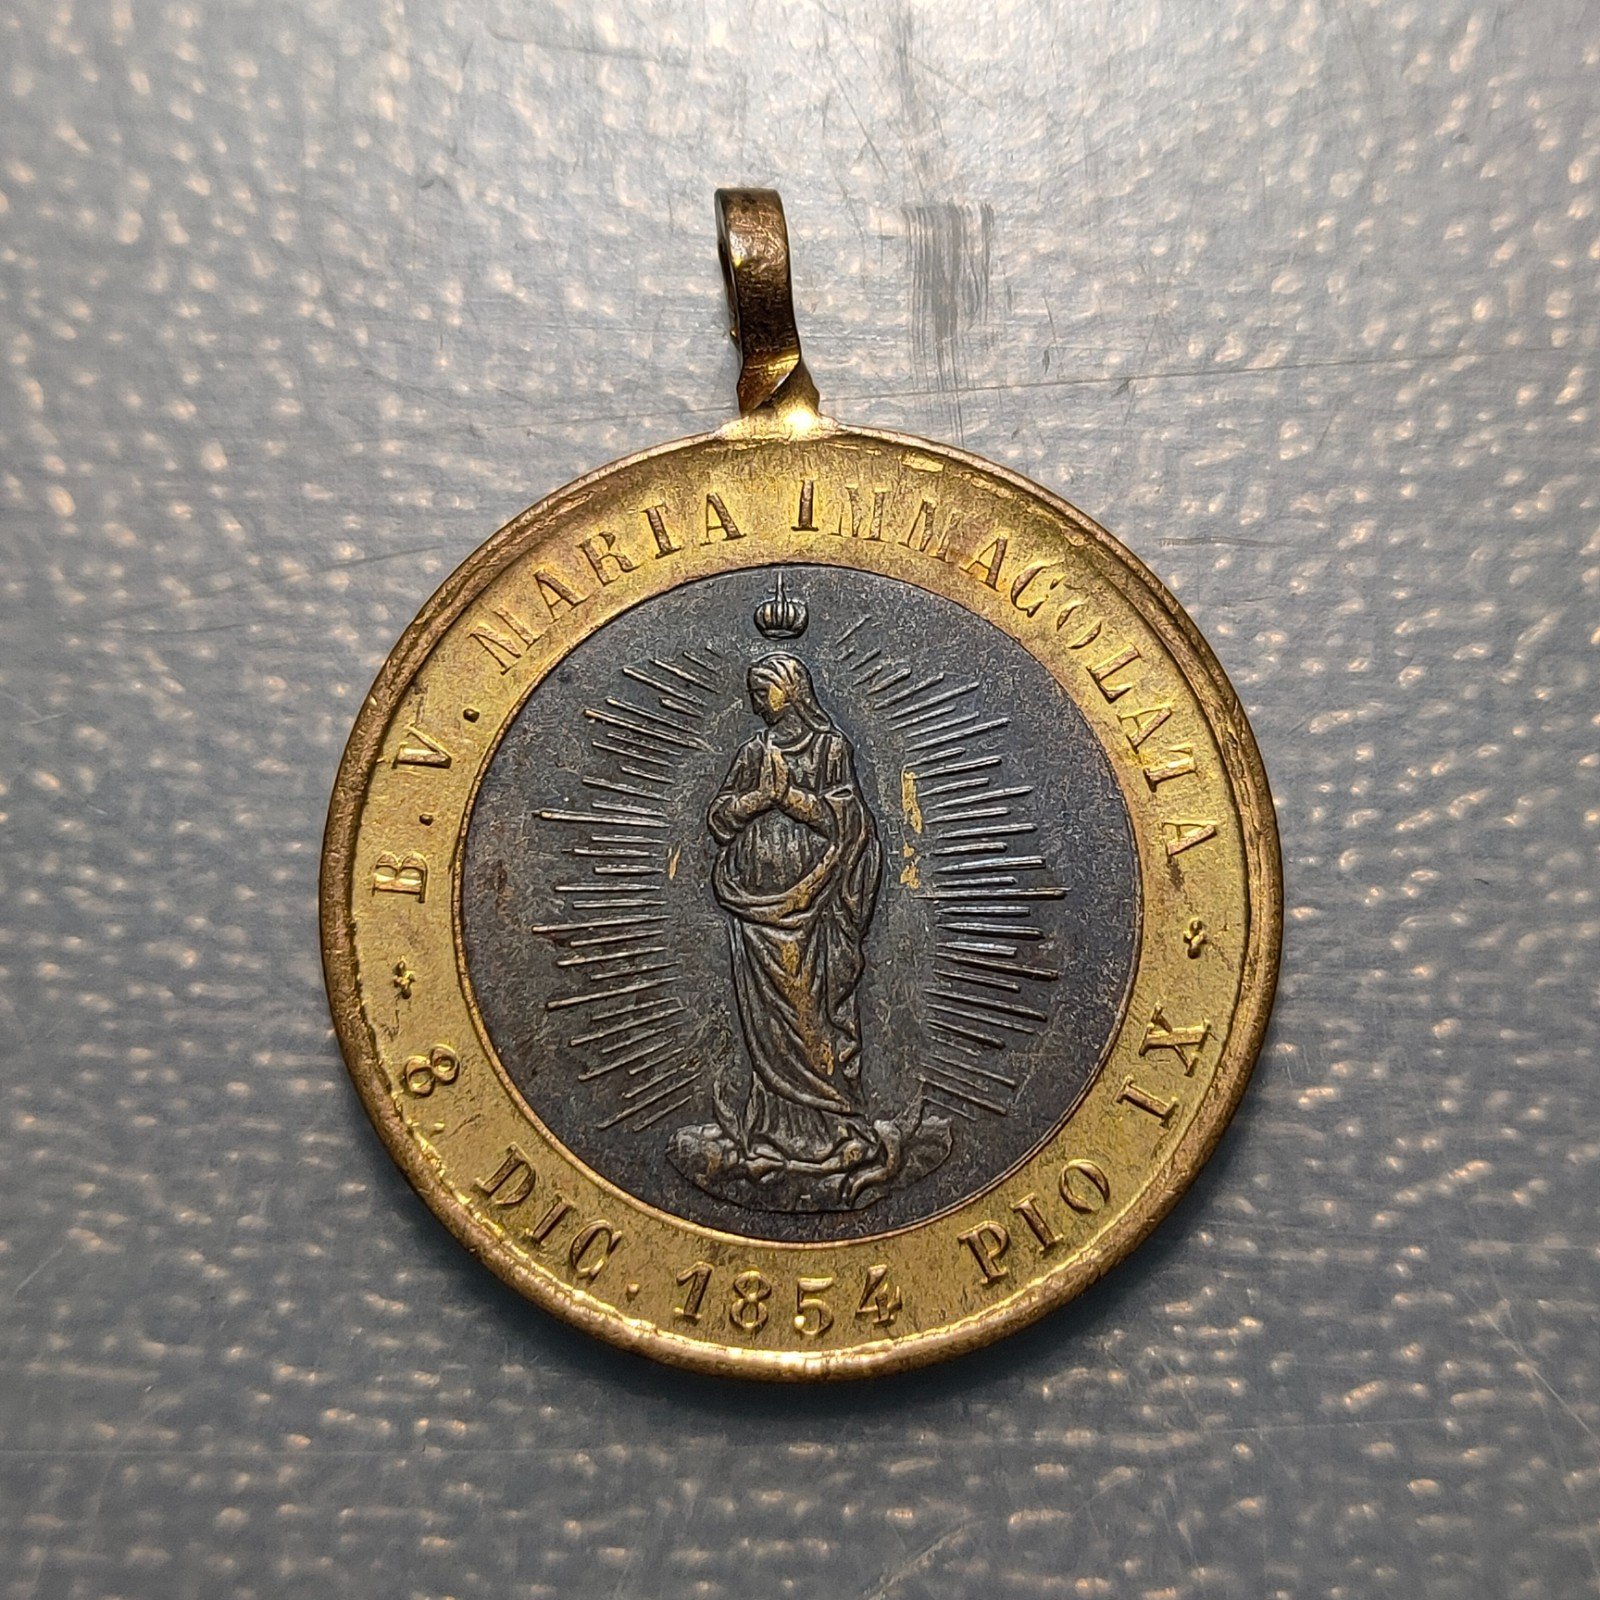 B.V. MARIA IMMACOLATA
8. DIC. 1854 PIO IX